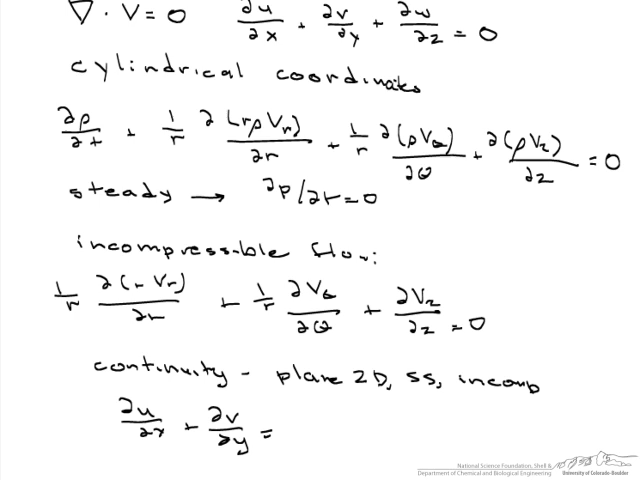 ∇ · V = 0   ∂u/∂x + ∂v/∂y + ∂w/∂z = 0
cylindrical coordinates
∂ρ/∂t + 1/r ∂(rρVr)/∂r + 1/r ∂(ρVθ)/∂θ + ∂(ρVz)/∂z = 0
steady → ∂ρ/∂t = 0
incompressible flow:
1/r ∂(r Vr)/∂r + 1/r ∂Vθ/∂θ + ∂Vz/∂z = 0
continuity - plane 2D, SS, incomp
∂u/∂x + ∂v/∂y =
National Science Foundation, Shell &
Department of Chemical and Biological Engineering
University of Colorado-Boulder